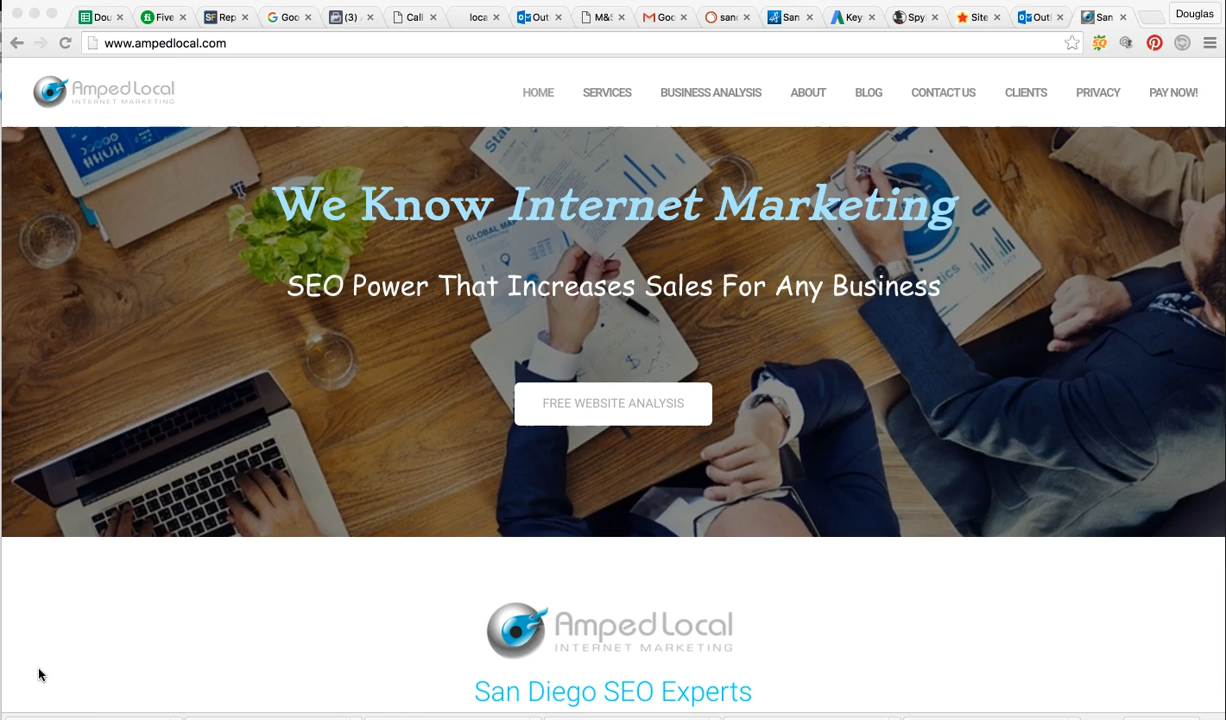 Dou
Five
Rep
Goo
(3)
Call
loca
Out
M&S
Goo
sand
San
Key
Spy
Site
Out
San
Douglas
www.ampedlocal.com
Amped Local
INTERNET MARKETING
HOME SERVICES BUSINESS ANALYSIS ABOUT BLOG CONTACT US CLIENTS PRIVACY PAY NOW!
We Know Internet Marketing
SEO Power That Increases Sales For Any Business
GLOBAL
FREE WEBSITE ANALYSIS
Amped Local
INTERNET MARKETING
San Diego SEO Experts